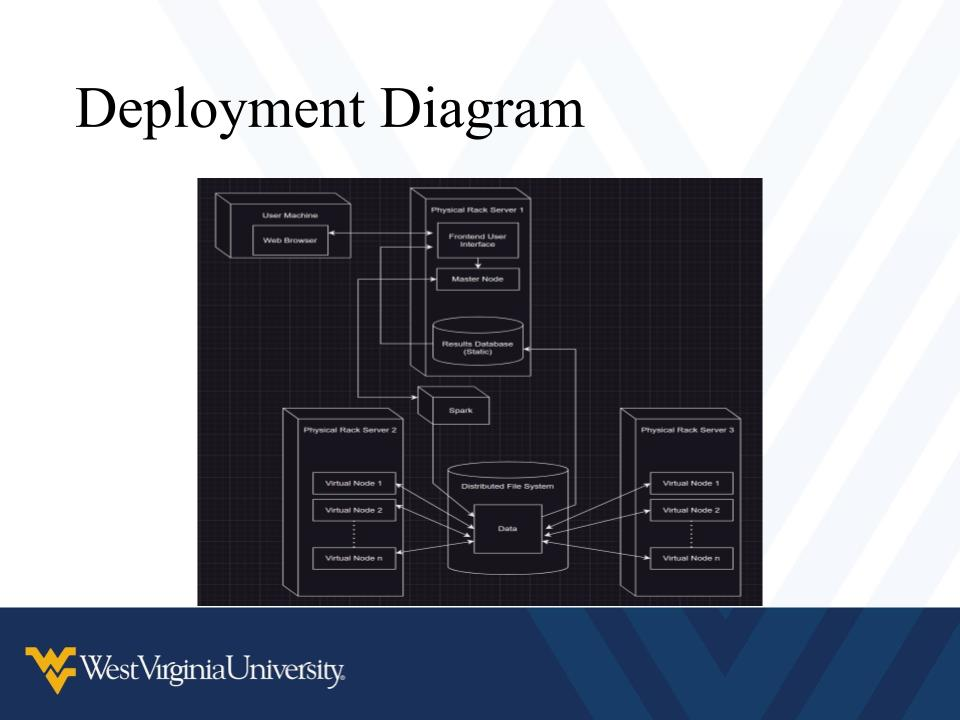 Deployment Diagram
User Machine
Web Browser
Physical Rack Server 1
Frontend User
Interface
Master Node
Results Database
(Static)
Spark
Physical Rack Server 2
Virtual Node 1
Virtual Node 2
Virtual Node n
Distributed File System
Data
Physical Rack Server 3
Virtual Node 1
Virtual Node 2
Virtual Node n
WestVirginiaUniversity.